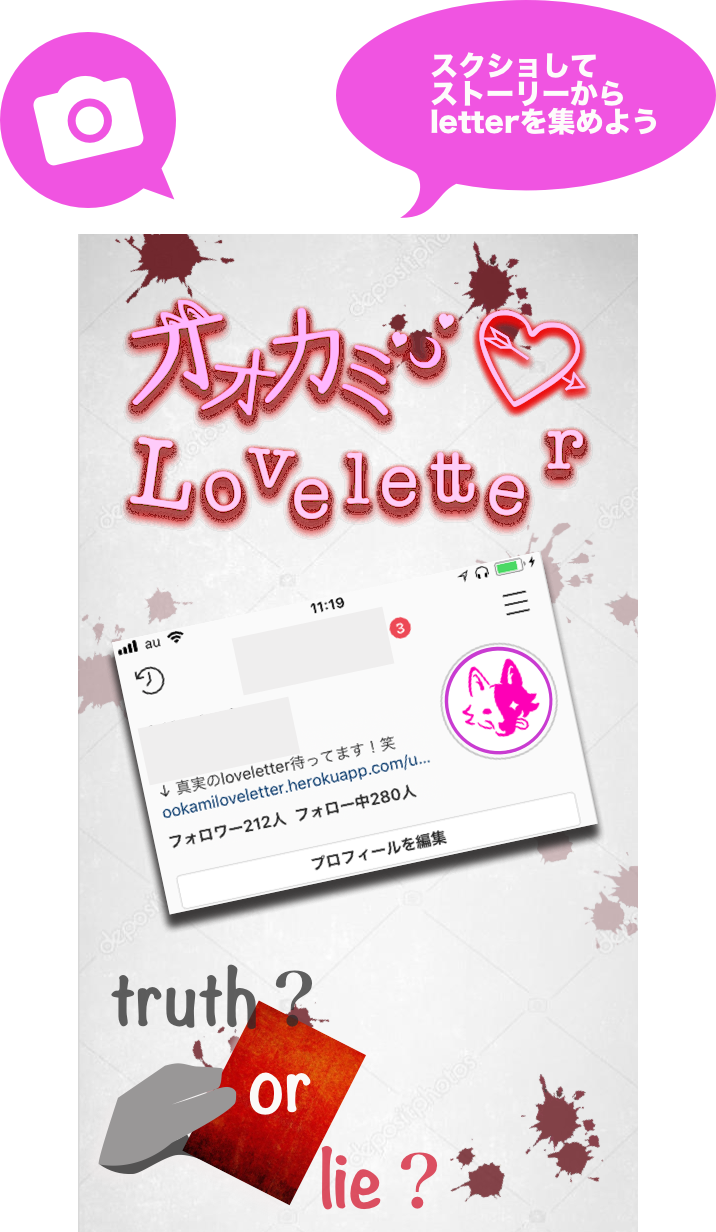 スクショして
ストーリーから
letterを集めよう
オオカミ
Loveletter
au
11:19
3
↓ 真実のloveletter待ってます！笑
ookamiloveletter.herokuapp.com/u...
フォロワー212人 フォロー中280人
プロフィールを編集
truth？
or
lie？